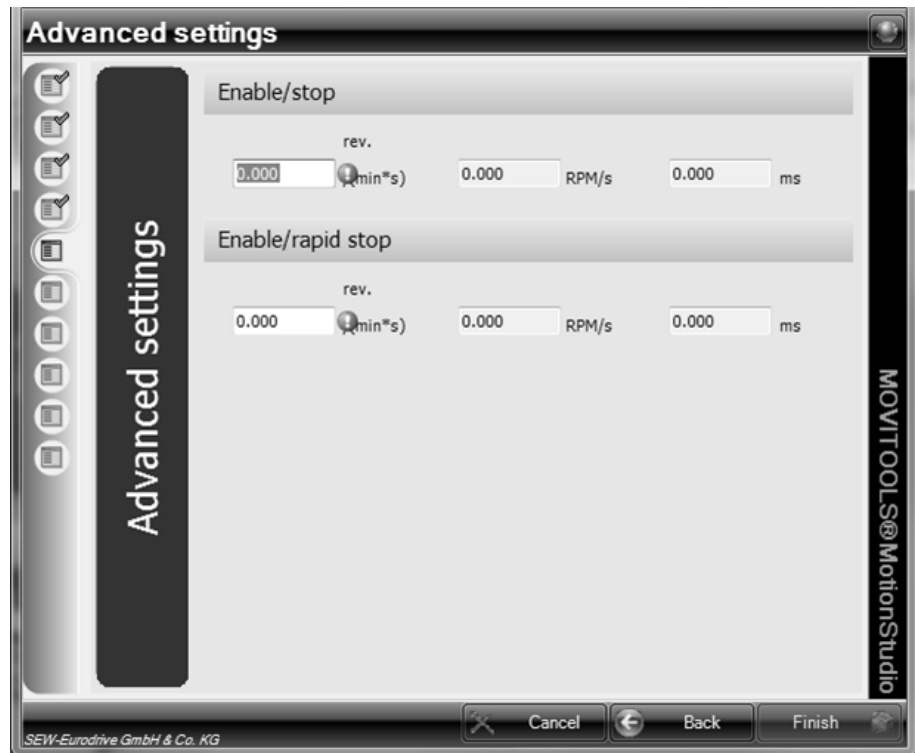 Advanced settings
Advanced settings
Enable/stop
rev.
0.000 (min*s) 0.000 RPM/s 0.000 ms
Enable/rapid stop
rev.
0.000 (min*s) 0.000 RPM/s 0.000 ms
MOVITOOLS®MotionStudio
Cancel Back Finish
SEW-Eurodrive GmbH & Co. KG